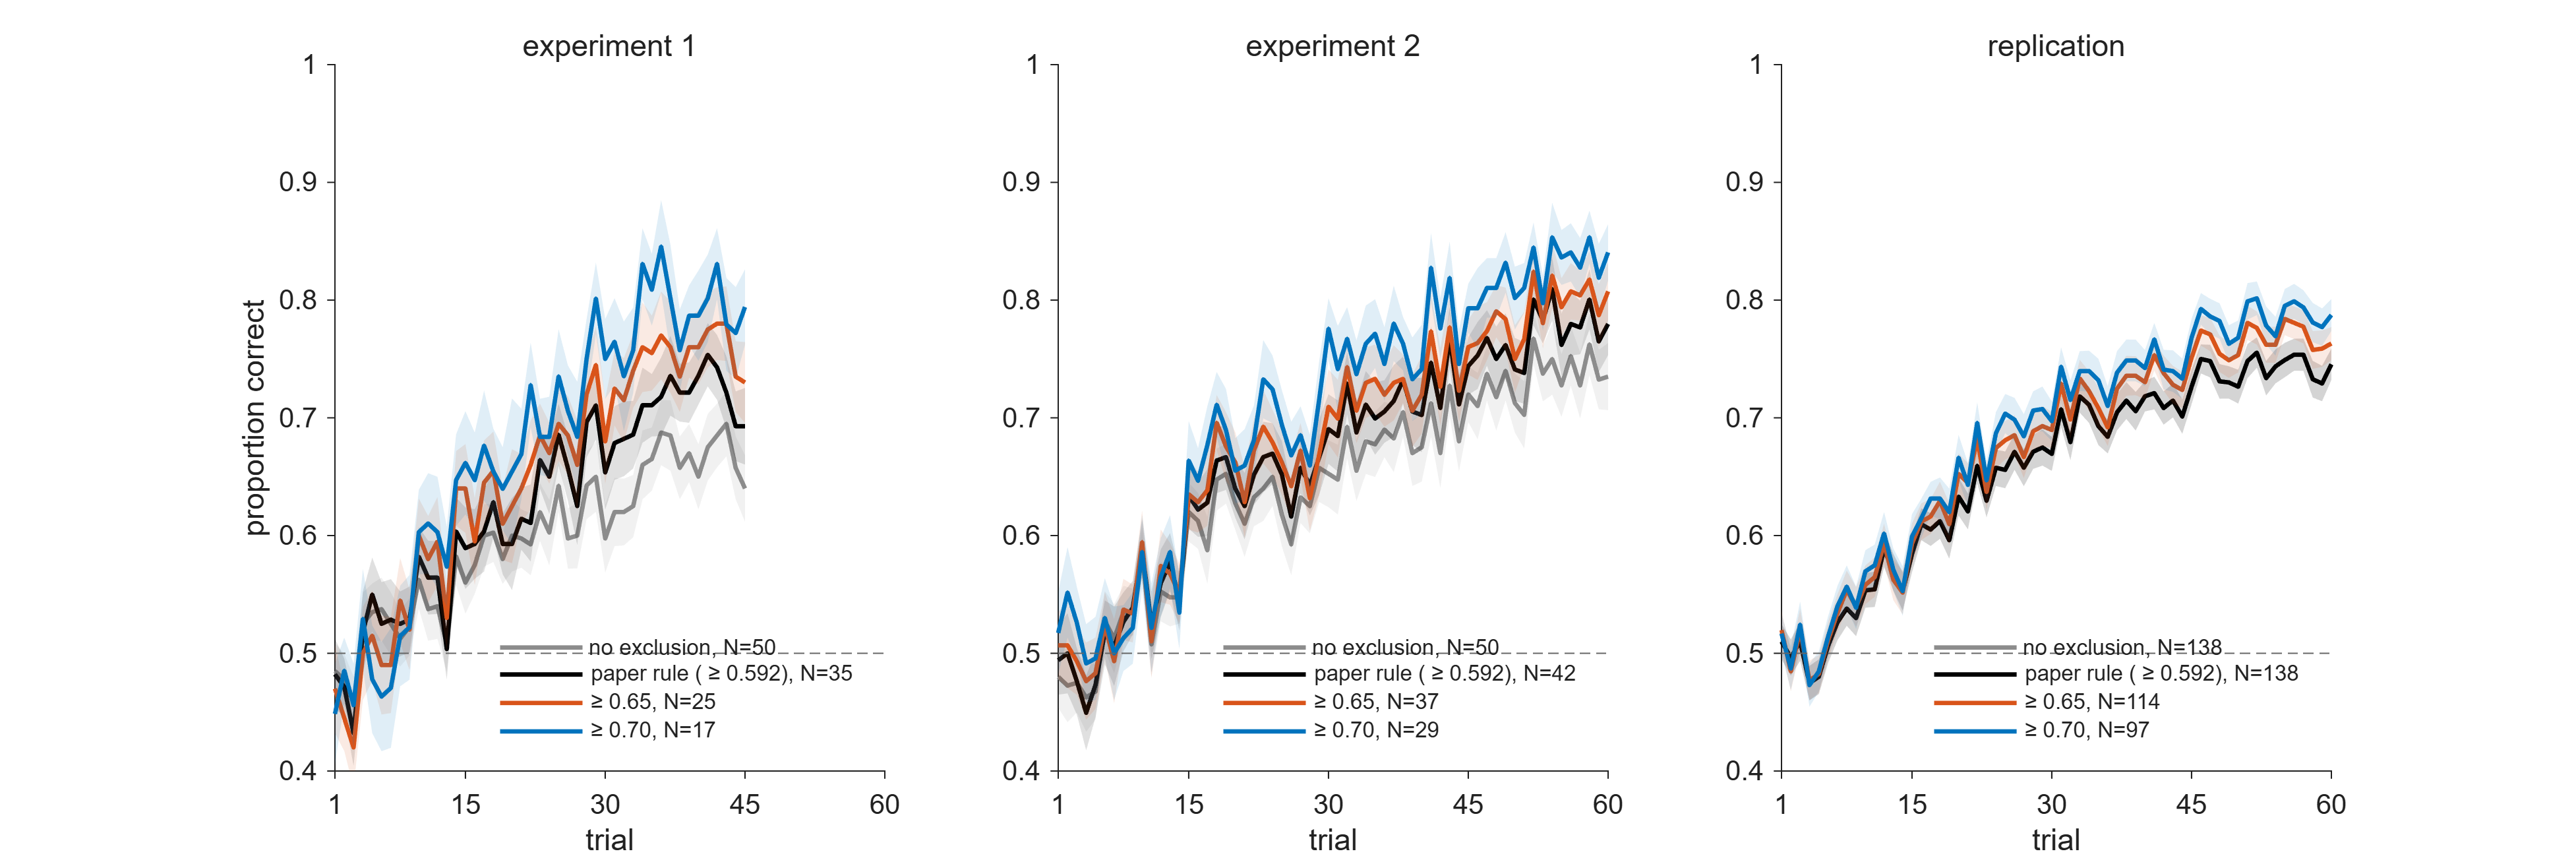 experiment 1
1
0.9
0.8
0.7
0.6
0.5
0.4
proportion correct
no exclusion, N=50
paper rule ( ≥ 0.592), N=35
≥ 0.65, N=25
≥ 0.70, N=17
1 15 30 45 60
trial
experiment 2
1
0.9
0.8
0.7
0.6
0.5
0.4
no exclusion, N=50
paper rule ( ≥ 0.592), N=42
≥ 0.65, N=37
≥ 0.70, N=29
1 15 30 45 60
trial
replication
1
0.9
0.8
0.7
0.6
0.5
0.4
no exclusion, N=138
paper rule ( ≥ 0.592), N=138
≥ 0.65, N=114
≥ 0.70, N=97
1 15 30 45 60
trial